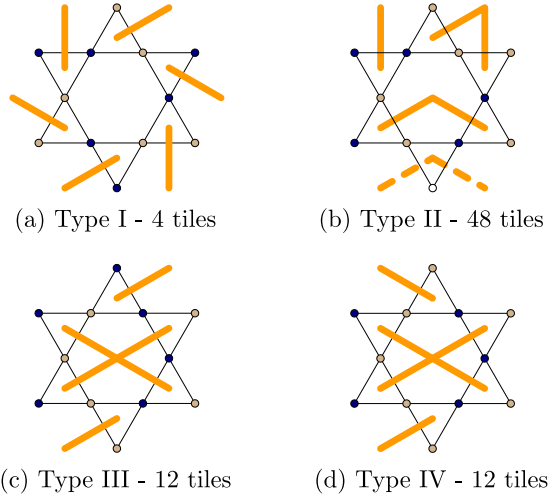 (a) Type I - 4 tiles
(b) Type II - 48 tiles
(c) Type III - 12 tiles
(d) Type IV - 12 tiles